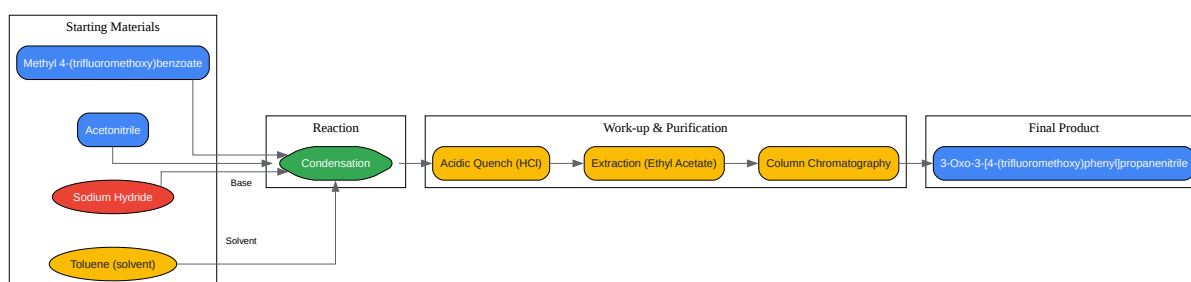 Starting Materials
Methyl 4-(trifluoromethoxy)benzoate
Acetonitrile
Sodium Hydride
Toluene (solvent)
Base
Solvent
Reaction
Condensation
Work-up & Purification
Acidic Quench (HCl)
Extraction (Ethyl Acetate)
Column Chromatography
Final Product
3-Oxo-3-[4-(trifluoromethoxy)phenyl]propanenitrile